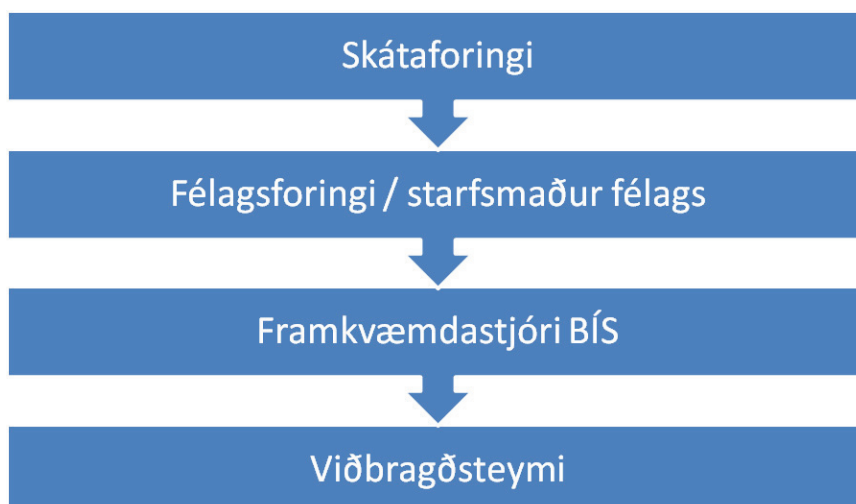 Skátaforingi
Félagsforingi / starfsmaður félags
Framkvæmdastjóri BÍS
Viðbragðsteymi